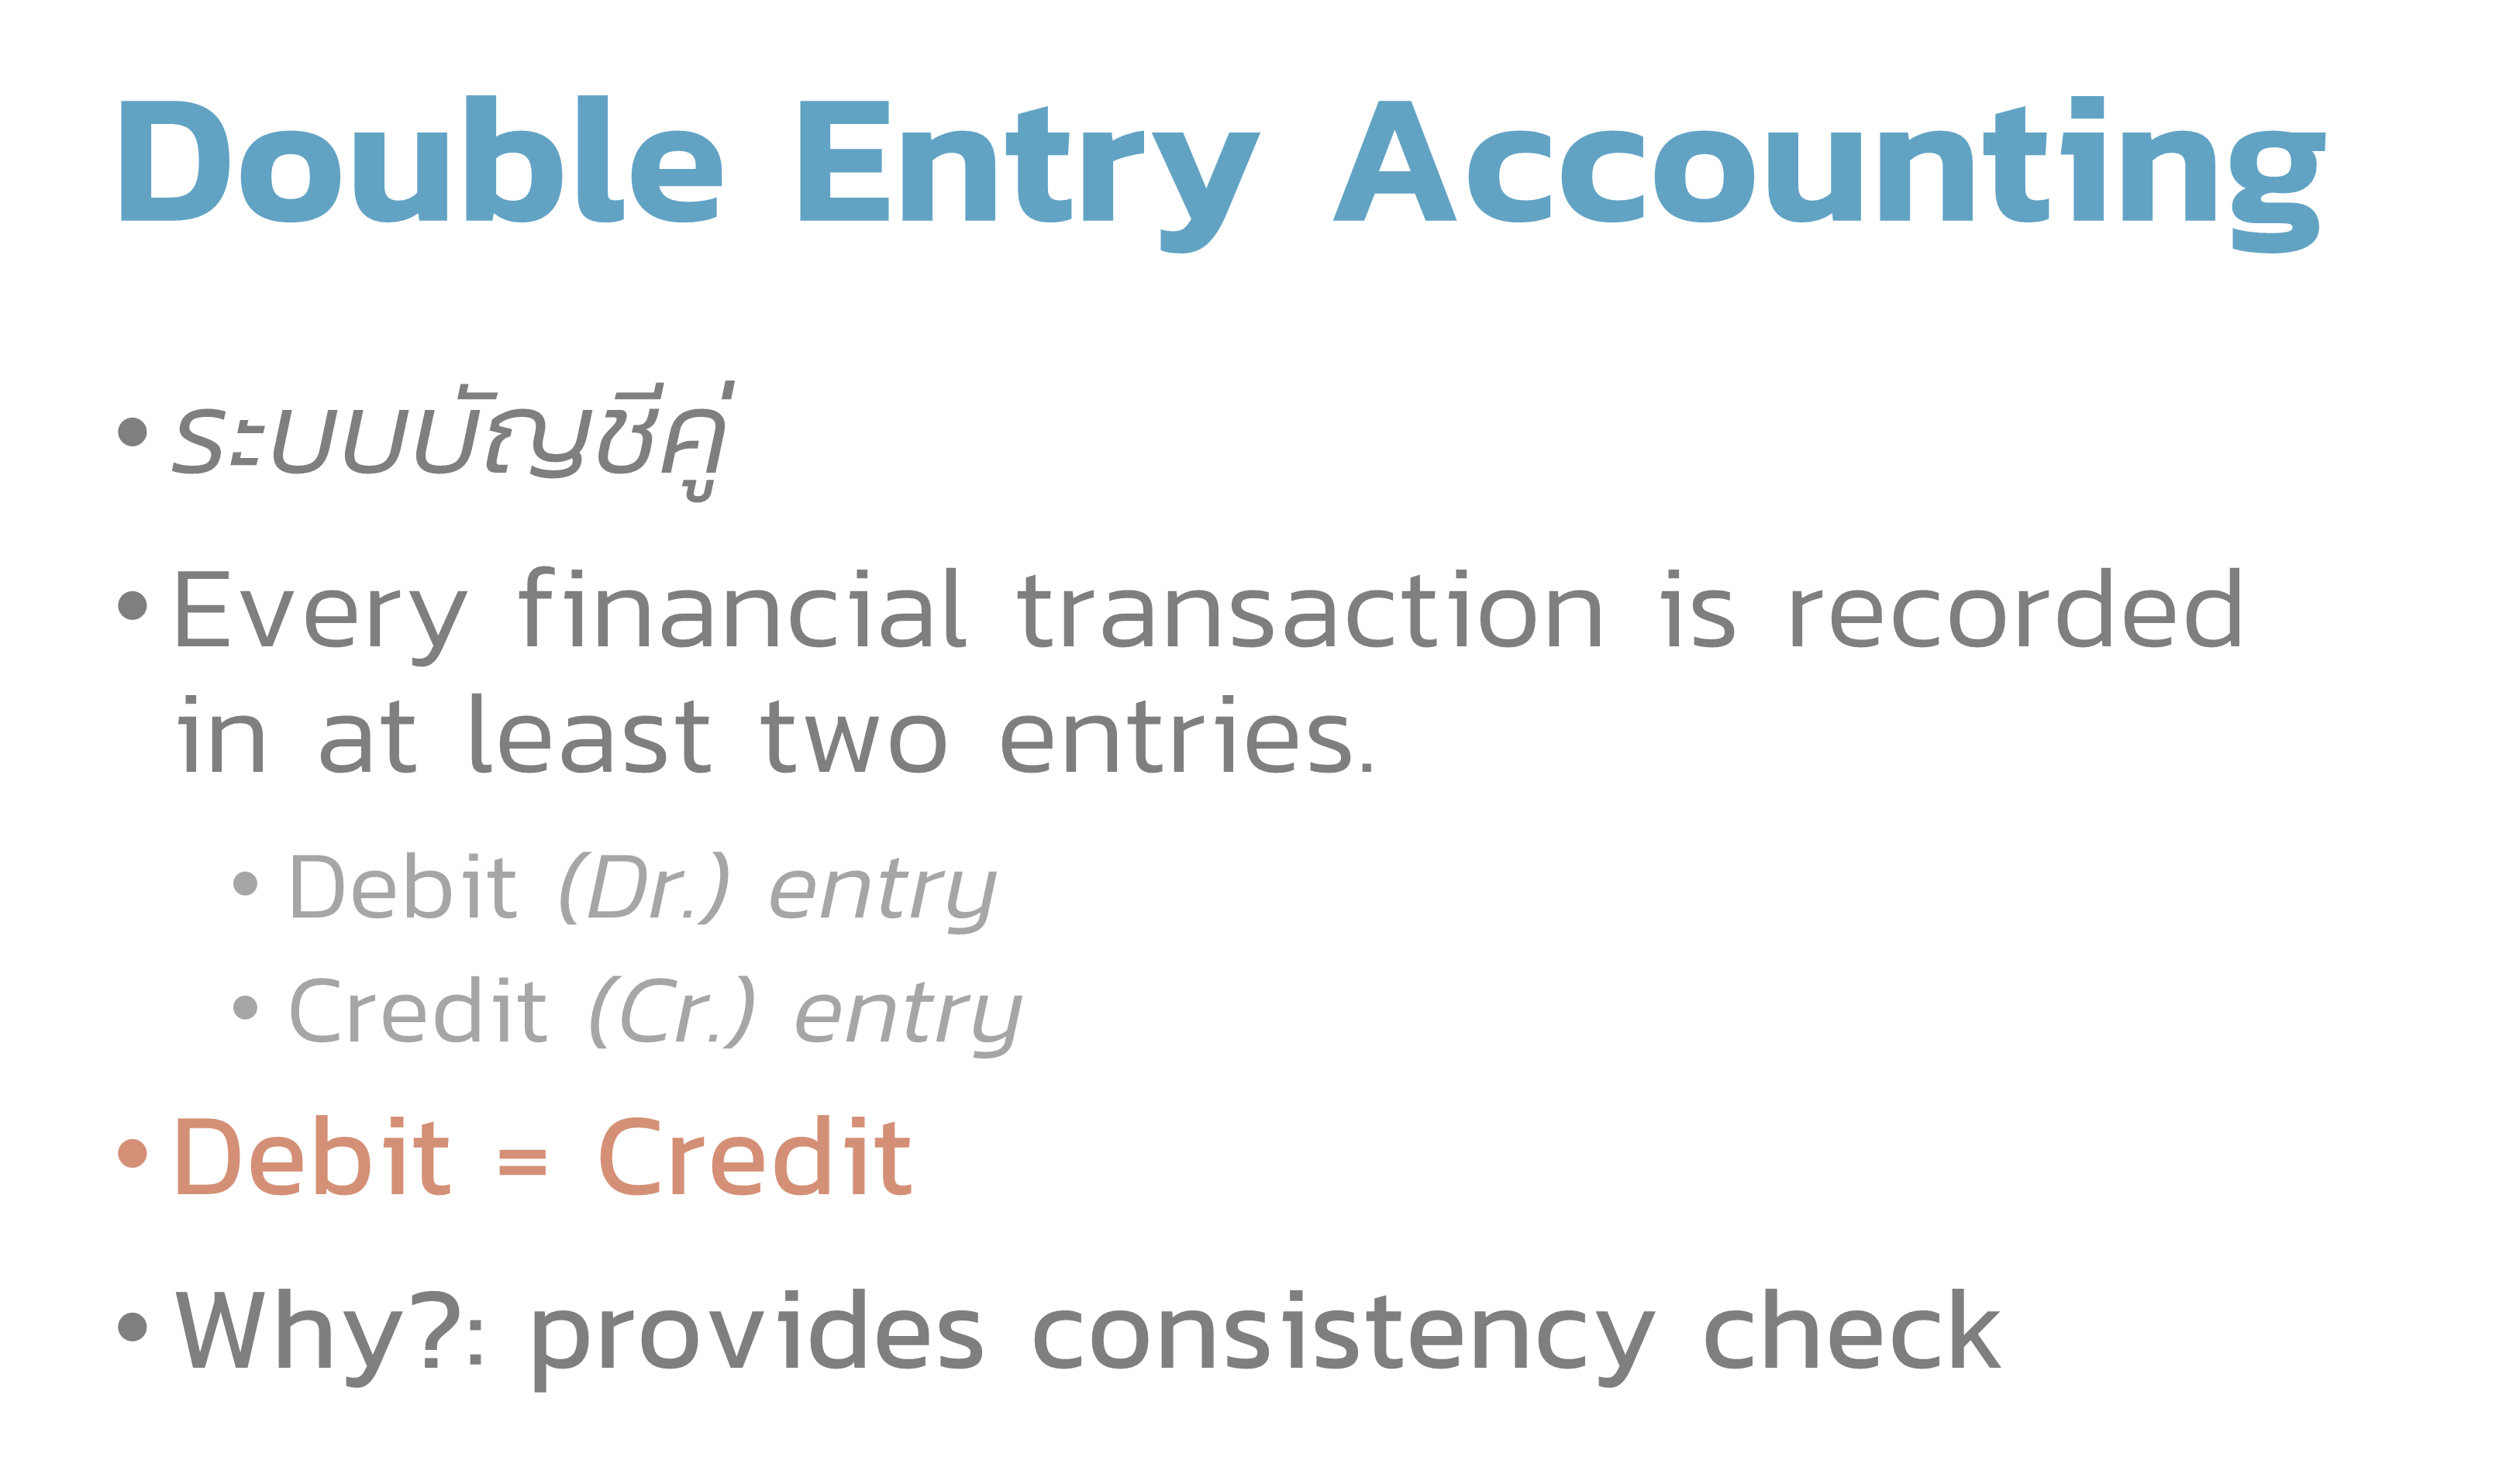 Double Entry Accounting
• ระบบบัญชีคู่
• Every financial transaction is recorded
in at least two entries.
• Debit (Dr.) entry
• Credit (Cr.) entry
• Debit = Credit
• Why?: provides consistency check